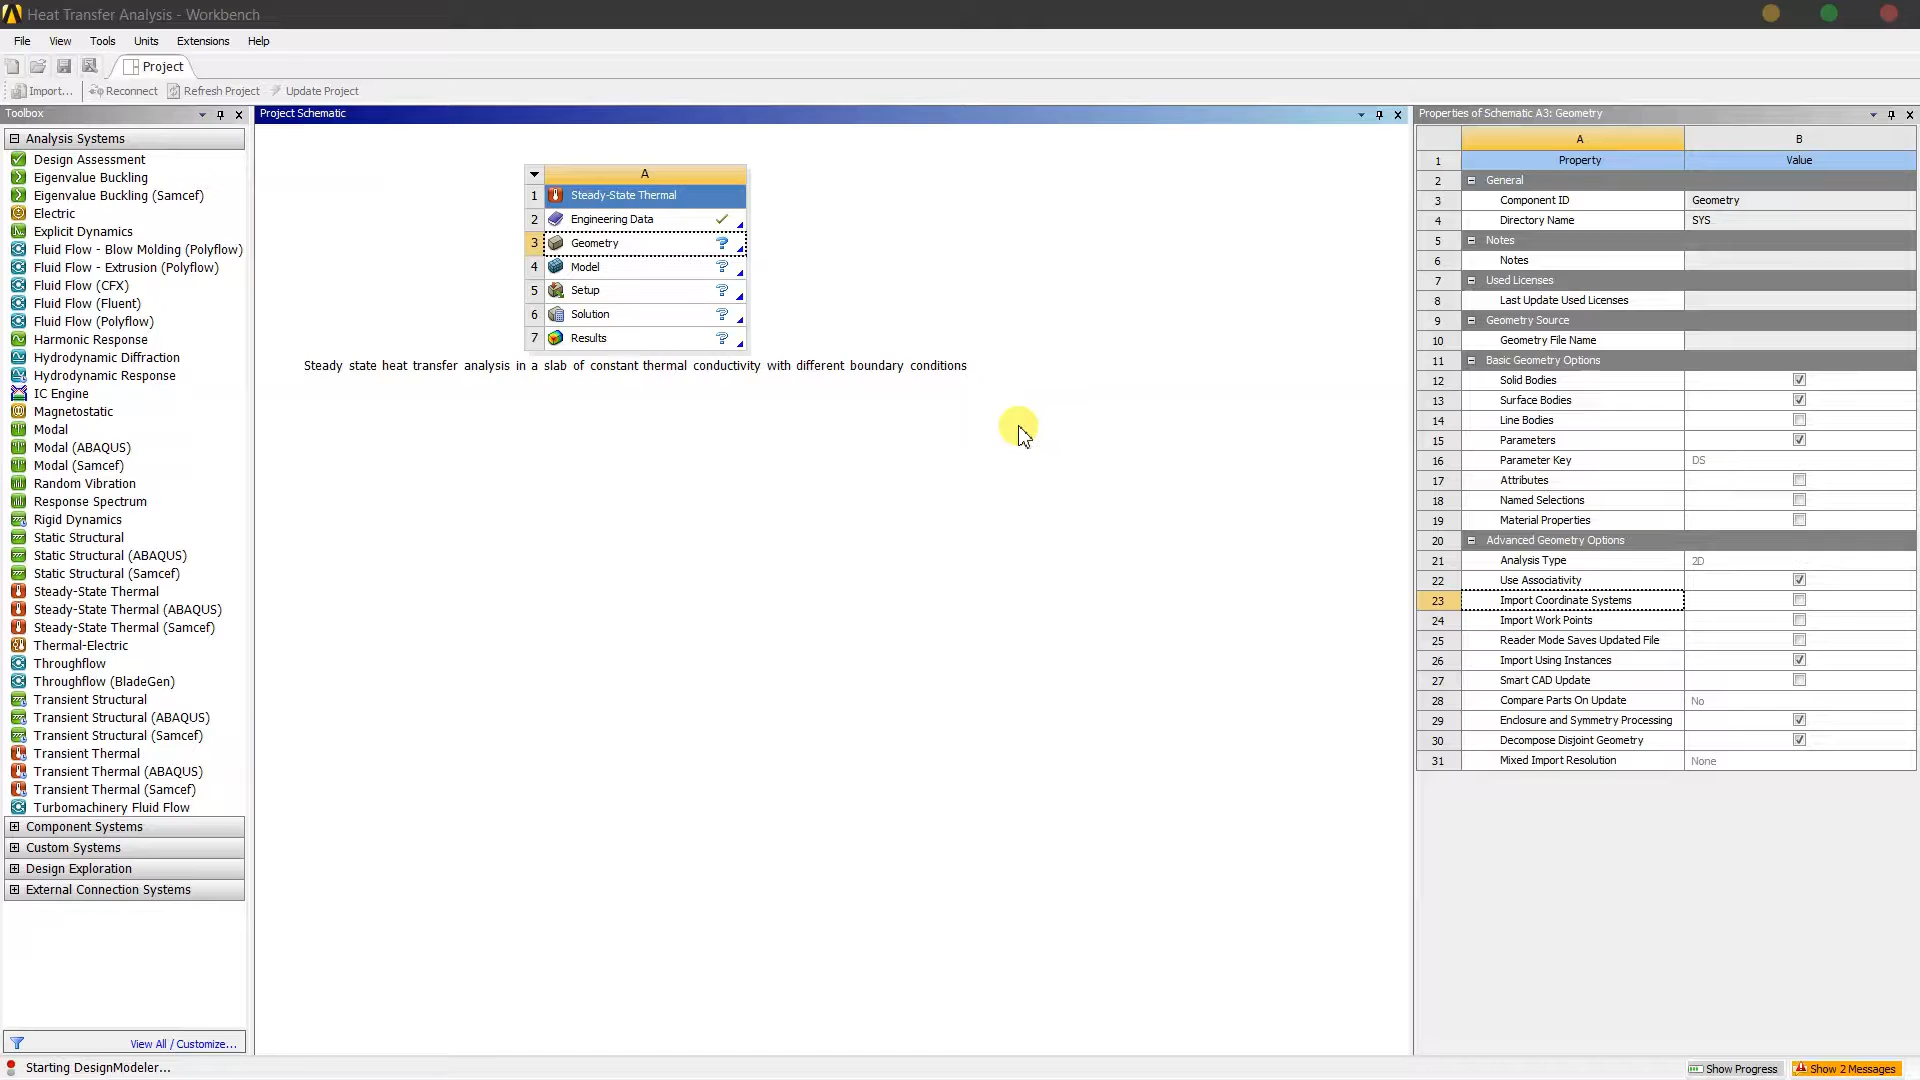 Heat Transfer Analysis - Workbench
File View Tools Units Extensions Help
Project
Import... Reconnect Refresh Project Update Project
Toolbox
Analysis Systems
Design Assessment
Eigenvalue Buckling
Eigenvalue Buckling (Samcef)
Electric
Explicit Dynamics
Fluid Flow - Blow Molding (Polyflow)
Fluid Flow - Extrusion (Polyflow)
Fluid Flow (CFX)
Fluid Flow (Fluent)
Fluid Flow (Polyflow)
Harmonic Response
Hydrodynamic Diffraction
Hydrodynamic Response
IC Engine
Magnetostatic
Modal
Modal (ABAQUS)
Modal (Samcef)
Random Vibration
Response Spectrum
Rigid Dynamics
Static Structural
Static Structural (ABAQUS)
Static Structural (Samcef)
Steady-State Thermal
Steady-State Thermal (ABAQUS)
Steady-State Thermal (Samcef)
Thermal-Electric
Throughflow
Throughflow (BladeGen)
Transient Structural
Transient Structural (ABAQUS)
Transient Structural (Samcef)
Transient Thermal
Transient Thermal (ABAQUS)
Transient Thermal (Samcef)
Turbomachinery Fluid Flow
Component Systems
Custom Systems
Design Exploration
External Connection Systems
View All / Customize...
Project Schematic
A
1 Steady-State Thermal
2 Engineering Data
3 Geometry
4 Model
5 Setup
6 Solution
7 Results
Steady state heat transfer analysis in a slab of constant thermal conductivity with different boundary conditions
Properties of Schematic A3: Geometry
A B
1 Property Value
2 General
3 Component ID Geometry
4 Directory Name SYS
5 Notes
6 Notes
7 Used Licenses
8 Last Update Used Licenses
9 Geometry Source
10 Geometry File Name
11 Basic Geometry Options
12 Solid Bodies
13 Surface Bodies
14 Line Bodies
15 Parameters
16 Parameter Key DS
17 Attributes
18 Named Selections
19 Material Properties
20 Advanced Geometry Options
21 Analysis Type 2D
22 Use Associativity
23 Import Coordinate Systems
24 Import Work Points
25 Reader Mode Saves Updated File
26 Import Using Instances
27 Smart CAD Update
28 Compare Parts On Update No
29 Enclosure and Symmetry Processing
30 Decompose Disjoint Geometry
31 Mixed Import Resolution None
Starting DesignModeler...
Show Progress Show 2 Messages